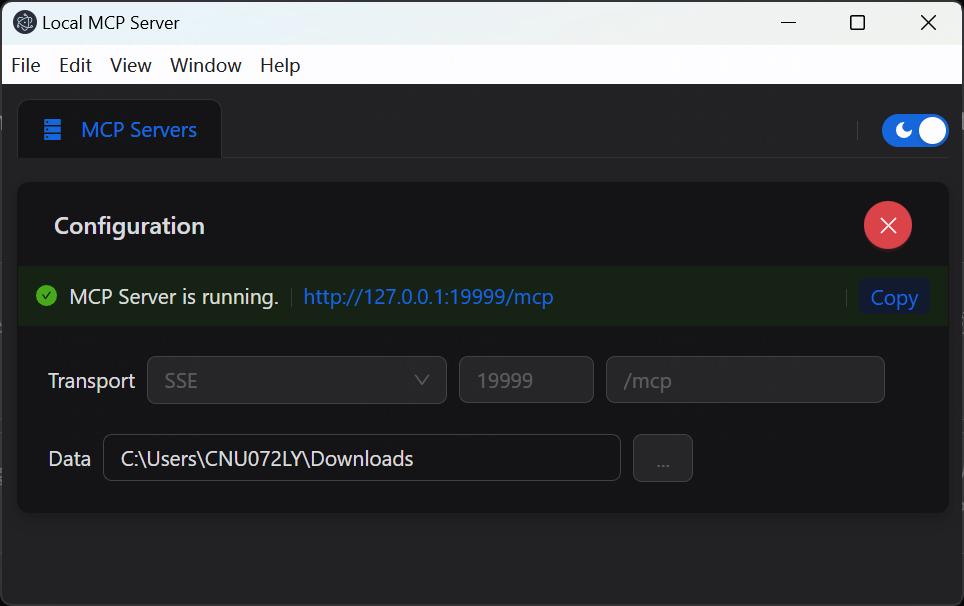 Local MCP Server
File Edit View Window Help
MCP Servers
Configuration
MCP Server is running. http://127.0.0.1:19999/mcp Copy
Transport SSE 19999 /mcp
Data C:\Users\CNU072LY\Downloads ...